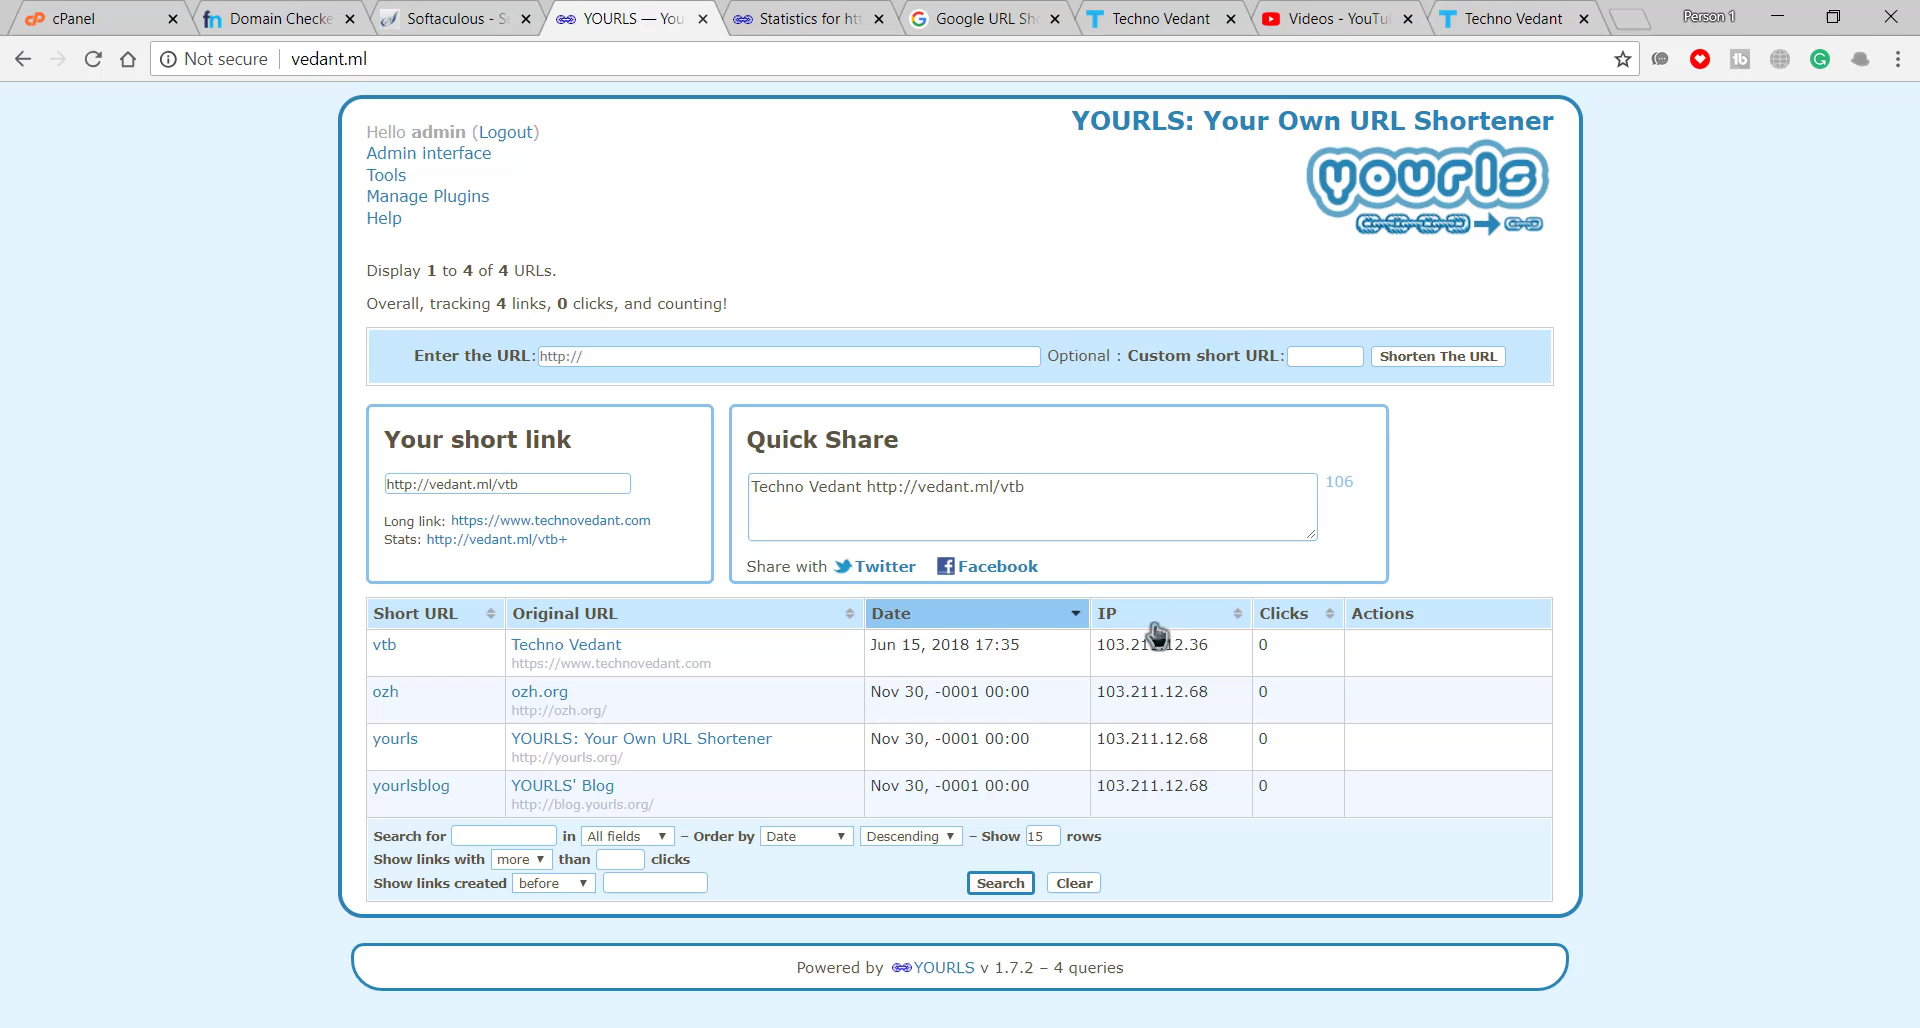 cPanel
Domain Checke
Softaculous - S
YOURLS — You
Statistics for htt
Google URL Sh
Techno Vedant
Videos - YouTu
Techno Vedant
Person 1
Not secure
vedant.ml
Hello admin (Logout)
YOURLS: Your Own URL Shortener
yourls
Admin interface
Tools
Manage Plugins
Help
Display 1 to 4 of 4 URLs.
Overall, tracking 4 links, 0 clicks, and counting!
Enter the URL: http:// Optional : Custom short URL: Shorten The URL
Your short link
http://vedant.ml/vtb
Long link: https://www.technovedant.com
Stats: http://vedant.ml/vtb+
Quick Share
Techno Vedant http://vedant.ml/vtb
106
Share with Twitter Facebook
Short URL Original URL Date IP Clicks Actions
vtb Techno Vedant Jun 15, 2018 17:35 103.21 12.36 0
https://www.technovedant.com
ozh ozh.org Nov 30, -0001 00:00 103.211.12.68 0
http://ozh.org/
yourls YOURLS: Your Own URL Shortener Nov 30, -0001 00:00 103.211.12.68 0
http://yourls.org/
yourlsblog YOURLS' Blog Nov 30, -0001 00:00 103.211.12.68 0
http://blog.yourls.org/
Search for in All fields – Order by Date Descending – Show 15 rows
Show links with more than clicks
Show links created before Search Clear
Powered by YOURLS v 1.7.2 – 4 queries